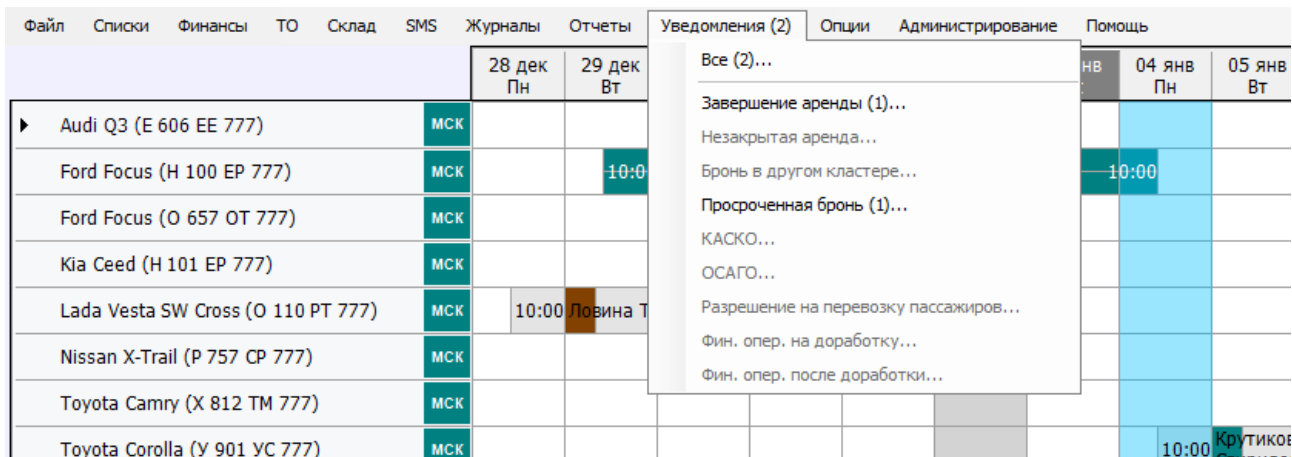 Файл Списки Финансы ТО Склад SMS Журналы Отчеты Уведомления (2) Опции Администрирование Помощь
28 дек 29 дек нв 04 янв 05 янв
Пн Вт Пн Вт
Все (2)...
Завершение аренды (1)...
Незакрытая аренда...
Бронь в другом кластере...
Просроченная бронь (1)...
КАСКО...
ОСАГО...
Разрешение на перевозку пассажиров...
Фин. опер. на доработку...
Фин. опер. после доработки...
Audi Q3 (Е 606 ЕЕ 777) МСК
Ford Focus (Н 100 ЕР 777) МСК 10:0 10:00
Ford Focus (О 657 ОТ 777) МСК
Kia Ceed (Н 101 ЕР 777) МСК
Lada Vesta SW Cross (О 110 РТ 777) МСК 10:00 Ловина Т
Nissan X-Trail (Р 757 СР 777) МСК
Toyota Camry (Х 812 ТМ 777) МСК
Toyota Corolla (У 901 УС 777) МСК 10:00 Крутиков